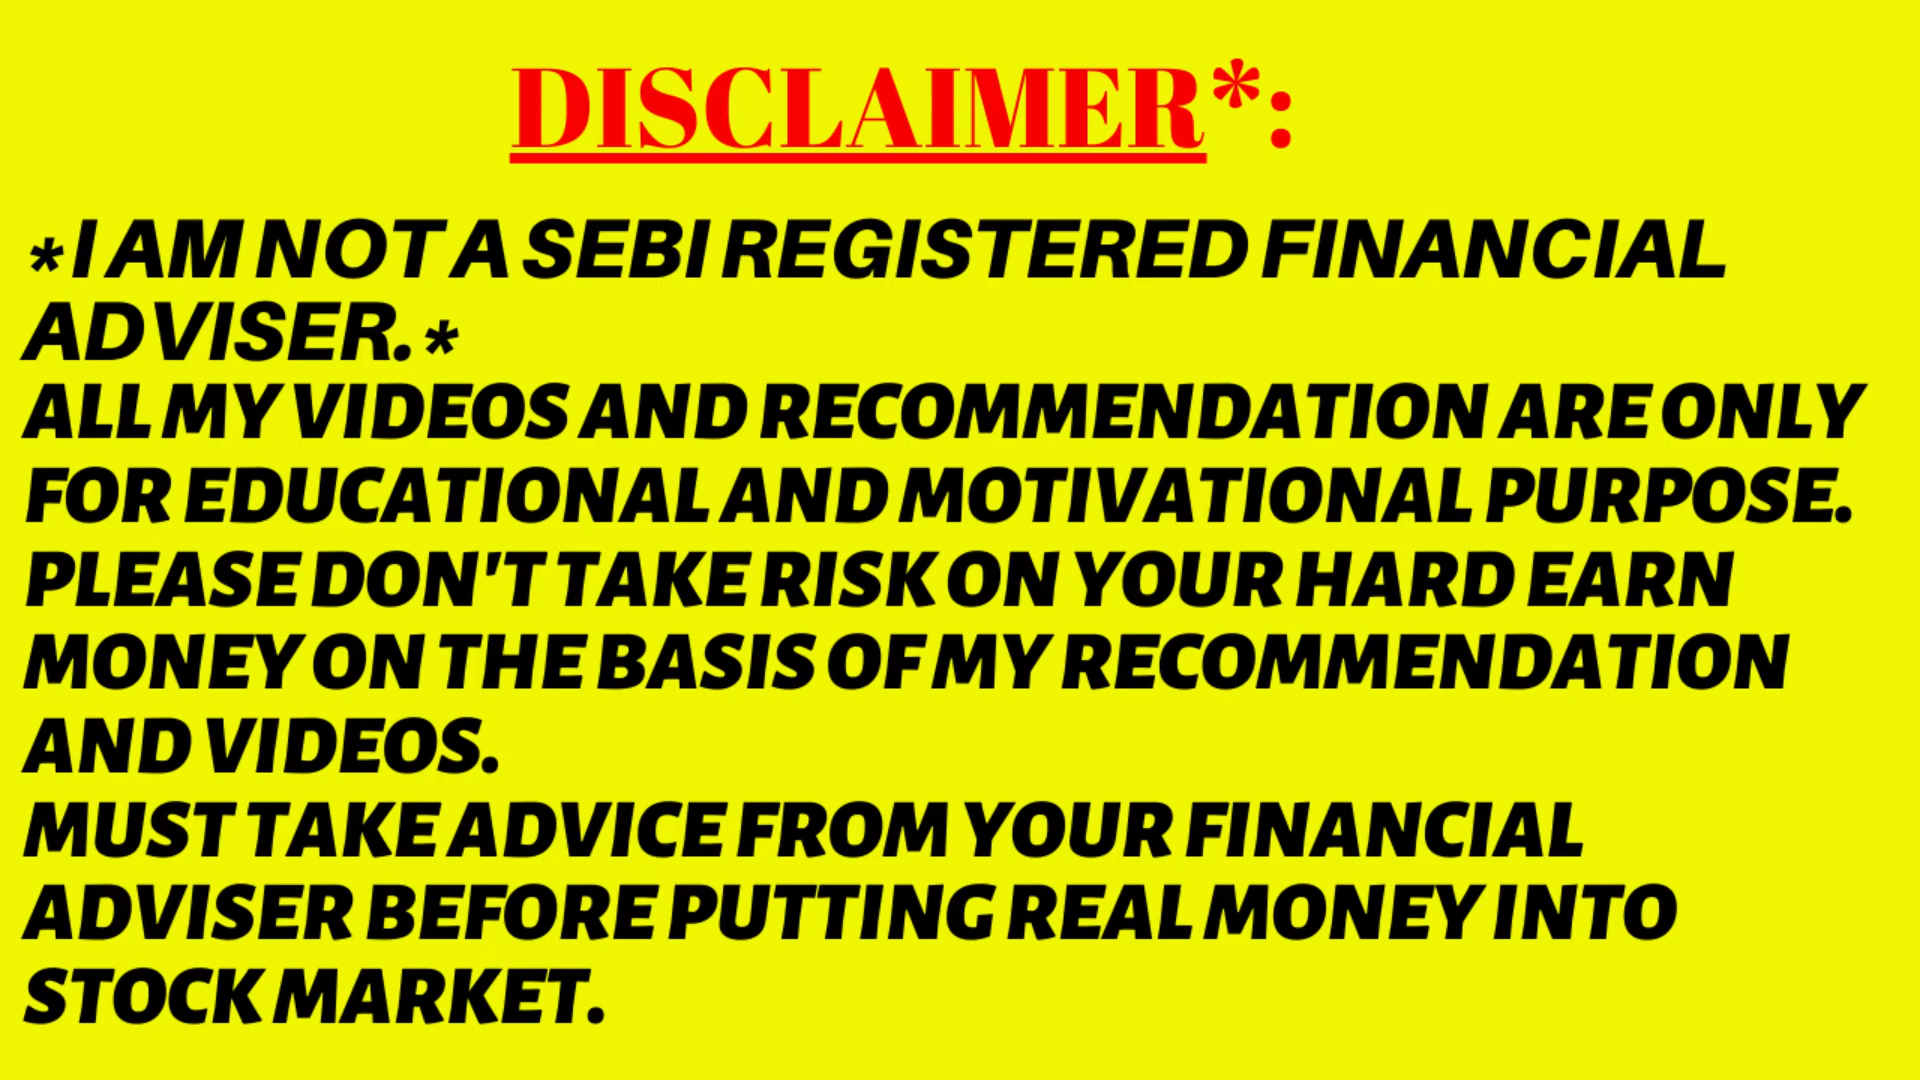 DISCLAIMER*:
*I AM NOT A SEBI REGISTERED FINANCIAL
ADVISER.*
ALL MY VIDEOS AND RECOMMENDATION ARE ONLY
FOR EDUCATIONAL AND MOTIVATIONAL PURPOSE.
PLEASE DON'T TAKE RISK ON YOUR HARD EARN
MONEY ON THE BASIS OF MY RECOMMENDATION
AND VIDEOS.
MUST TAKE ADVICE FROM YOUR FINANCIAL
ADVISER BEFORE PUTTING REAL MONEY INTO
STOCK MARKET.